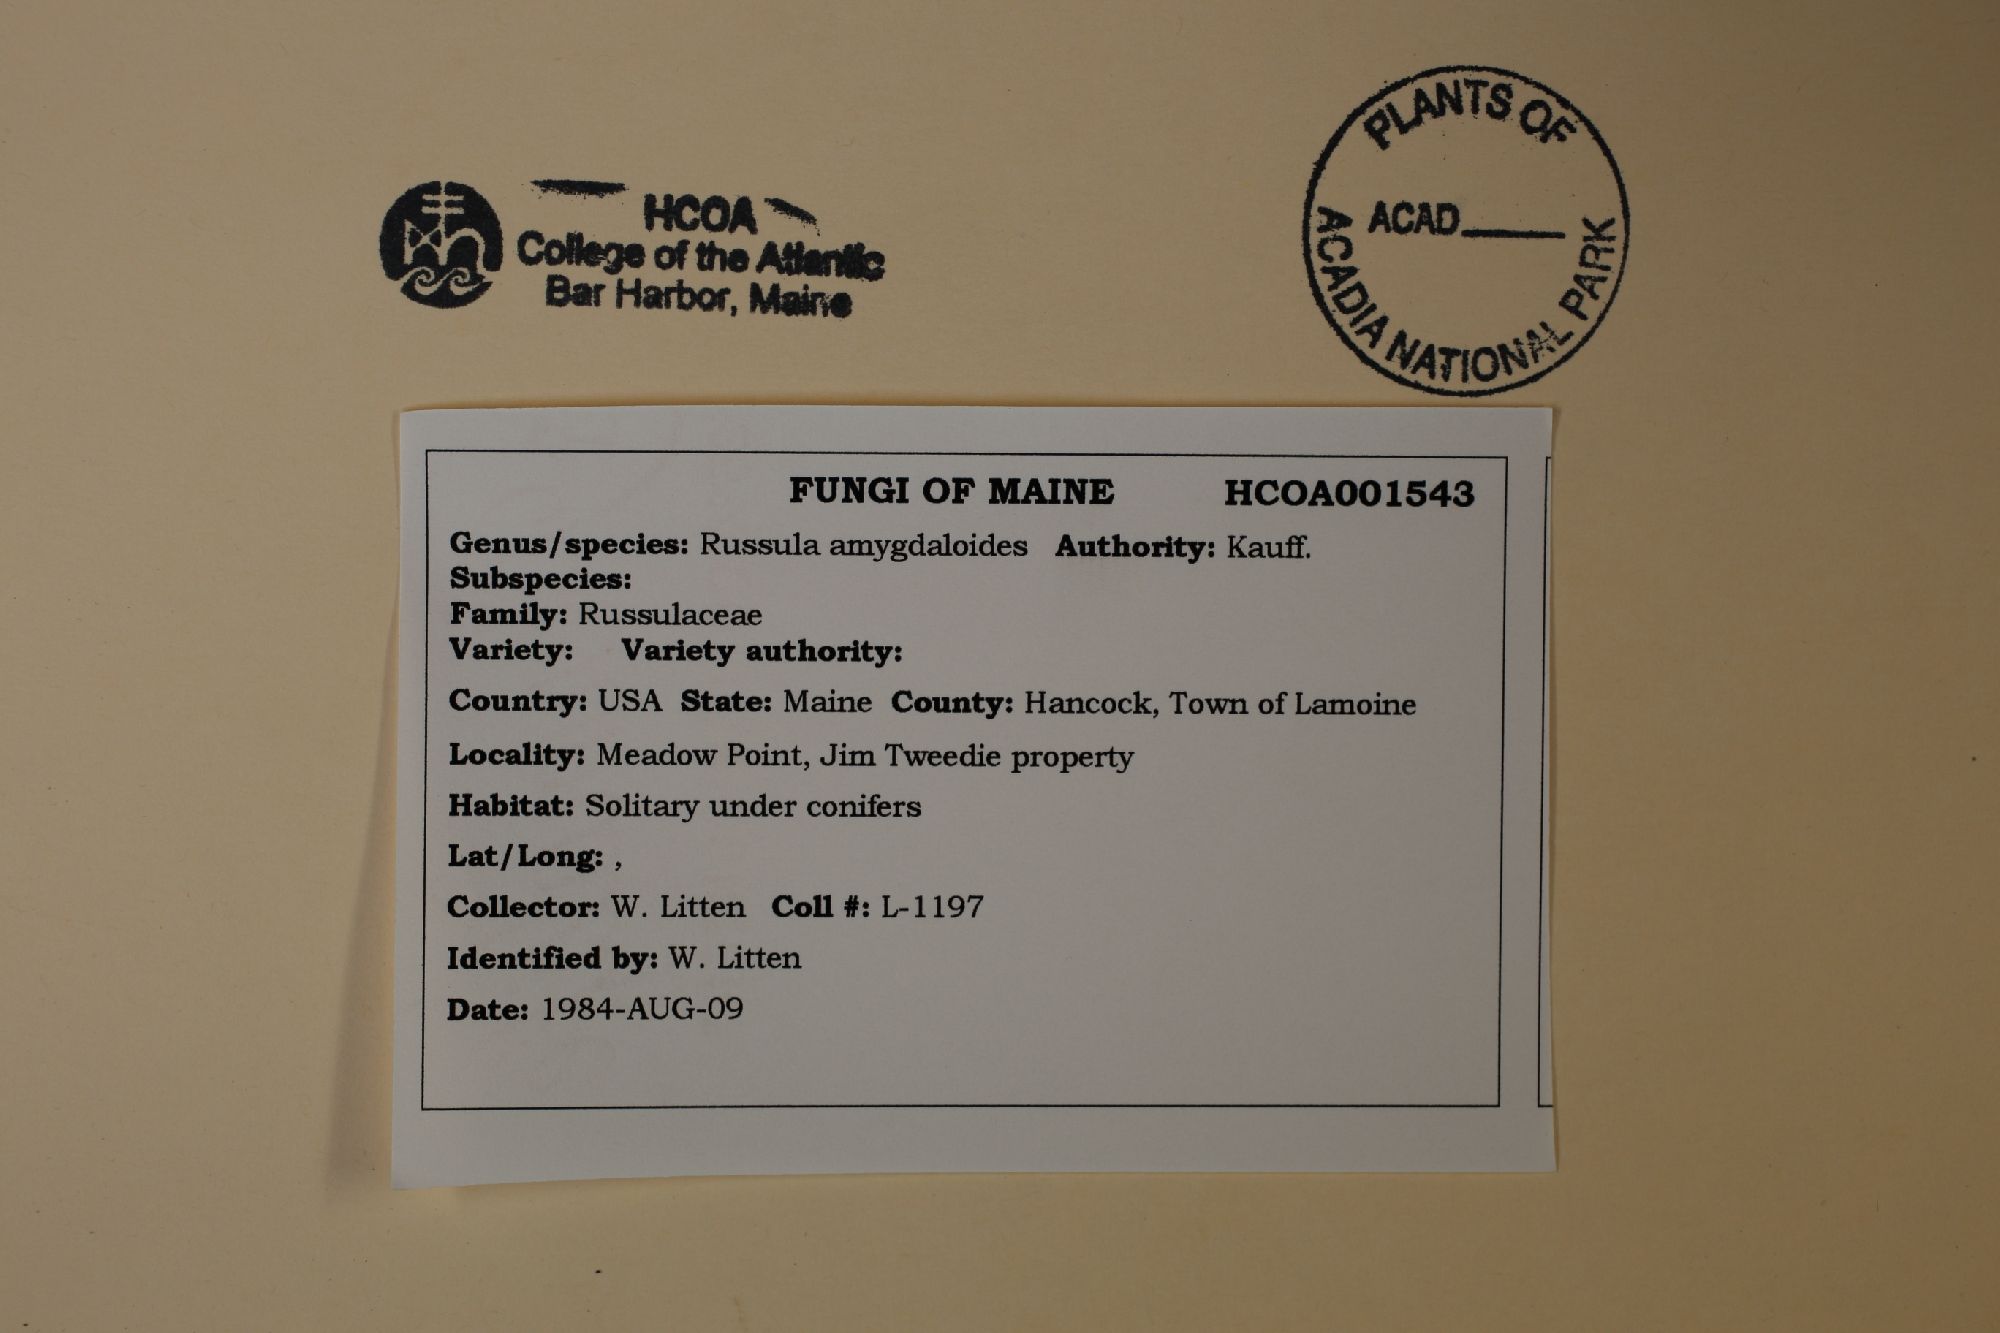 PLANTS OF
ACAD______
ACADIA NATIONAL PARK
HCOA
College of the Atlantic
Bar Harbor, Maine
FUNGI OF MAINE HCOA001543
Genus/species: Russula amygdaloides Authority: Kauff.
Subspecies:
Family: Russulaceae
Variety: Variety authority:
Country: USA State: Maine County: Hancock, Town of Lamoine
Locality: Meadow Point, Jim Tweedie property
Habitat: Solitary under conifers
Lat/Long: ,
Collector: W. Litten Coll #: L-1197
Identified by: W. Litten
Date: 1984-AUG-09